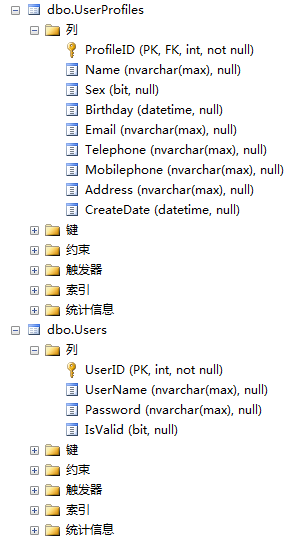 dbo.UserProfiles
列
ProfileID (PK, FK, int, not null)
Name (nvarchar(max), null)
Sex (bit, null)
Birthday (datetime, null)
Email (nvarchar(max), null)
Telephone (nvarchar(max), null)
Mobilephone (nvarchar(max), null)
Address (nvarchar(max), null)
CreateDate (datetime, null)
键
约束
触发器
索引
统计信息
dbo.Users
列
UserID (PK, int, not null)
UserName (nvarchar(max), null)
Password (nvarchar(max), null)
IsValid (bit, null)
键
约束
触发器
索引
统计信息